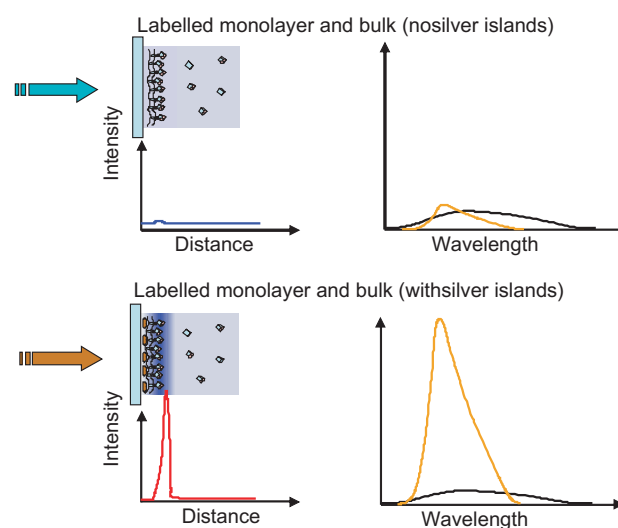 Labelled monolayer and bulk (nosilver islands)
Intensity
Distance
Wavelength
Labelled monolayer and bulk (withsilver islands)
Intensity
Distance
Wavelength